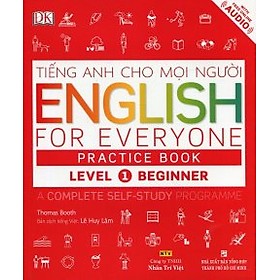 DK
WITH FREE ONLINE AUDIO
TIẾNG ANH CHO MỌI NGƯỜI
ENGLISH
FOR EVERYONE
PRACTICE BOOK
LEVEL 1 BEGINNER
A COMPLETE SELF-STUDY PROGRAMME
Thomas Booth
Bản dịch tiếng Việt: Lê Huy Lâm
NTV
Công ty TNHH
Nhân Trí Việt
NHÀ XUẤT BẢN TỔNG HỢP
THÀNH PHỐ HỒ CHÍ MINH